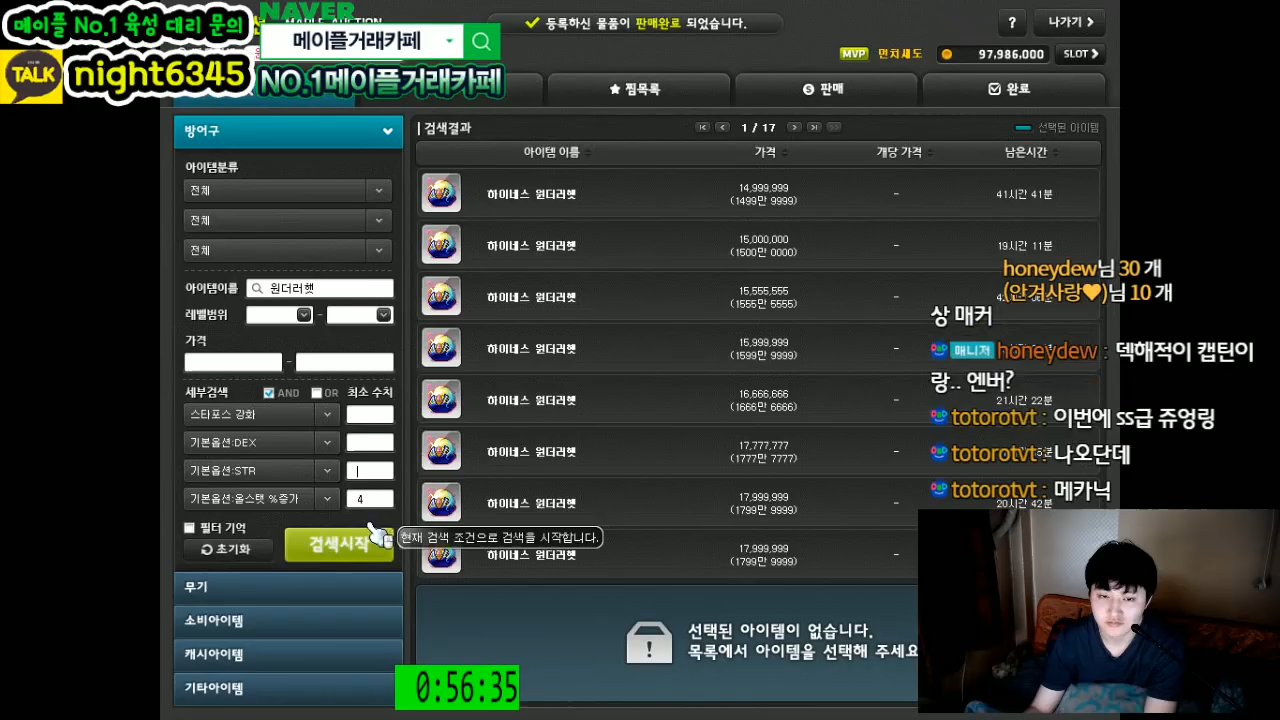 메이플 No.1 육성 대리 문의
TALK
night6345
NAVER
메이플거래카페
NO.1메이플거래카페
등록하신 물품이 판매완료 되었습니다.
?
나가기
MVP 면치세도 97,986,000 SLOT
찜목록
판매
완료
방어구
아이템분류
전체
전체
전체
아이템이름 원더러햇
레벨범위 -
가격
-
세부검색 AND OR 최소 수치
스타포스 강화
기본옵션:DEX
기본옵션:STR
기본옵션:올스탯 %증가 4
필터 기억
초기화
검색시작
현재 검색 조건으로 검색을 시작합니다.
무기
소비아이템
캐시아이템
기타아이템
검색결과
1 / 17
선택된 아이템
아이템 이름 가격 개당 가격 남은시간
하이네스 원더러햇 14,999,999 - 41시간 41분
(1499만 9999)
하이네스 원더러햇 15,000,000 - 19시간 11분
(1500만 0000)
하이네스 원더러햇 15,555,555 -
(1555만 5555)
하이네스 원더러햇 15,999,999 -
(1599만 9999)
하이네스 원더러햇 16,666,666 - 21시간 22분
(1666만 6666)
하이네스 원더러햇 17,777,777 -
(1777만 7777)
하이네스 원더러햇 17,999,999 - 20시간 42분
(1799만 9999)
하이네스 원더러햇 17,999,999 -
(1799만 9999)
선택된 아이템이 없습니다.
목록에서 아이템을 선택해 주세요
honeydew님 30 개
(안겨사랑♥)님 10 개
상 매커
매니저 honeydew : 덱해적이 캡틴이
랑.. 엔버?
totorotvt : 이번에 ss급 쥬엉링
totorotvt : 나오단데
totorotvt : 메카닉
0:56:35